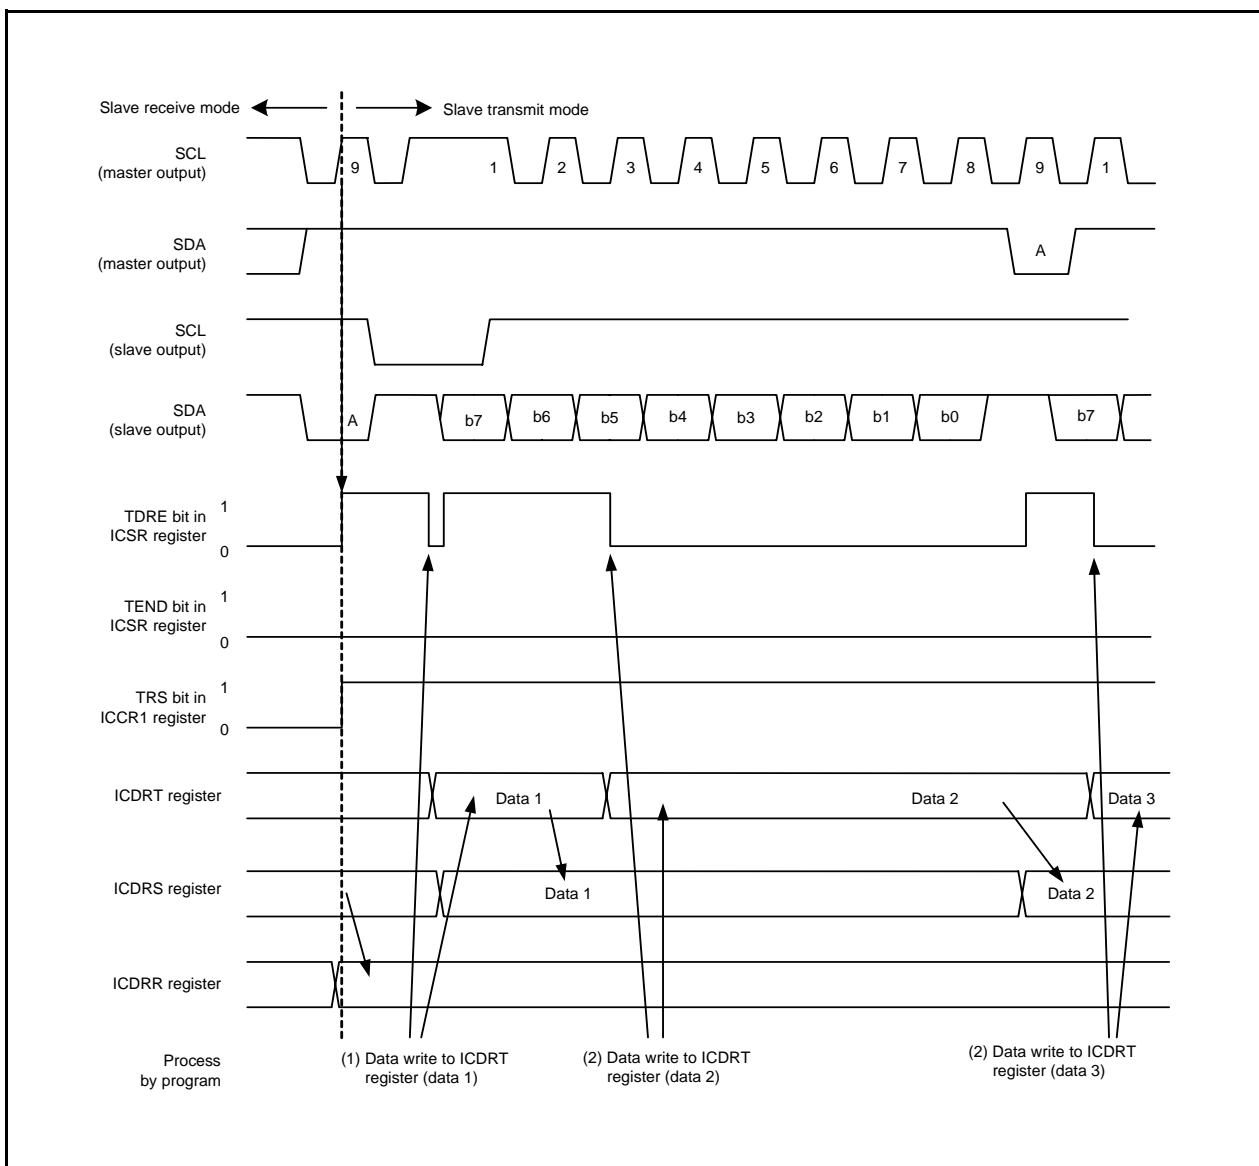 Slave receive mode
Slave transmit mode
SCL
(master output)
9 1 2 3 4 5 6 7 8 9 1
SDA
(master output)
A
SCL
(slave output)
SDA
(slave output)
A b7 b6 b5 b4 b3 b2 b1 b0 b7
TDRE bit in
ICSR register
1
0
TEND bit in
ICSR register
1
0
TRS bit in
ICCR1 register
1
0
ICDRT register
Data 1 Data 2 Data 3
ICDRS register
Data 1 Data 2
ICDRR register
Process
by program
(1) Data write to ICDRT
register (data 1)
(2) Data write to ICDRT
register (data 2)
(2) Data write to ICDRT
register (data 3)